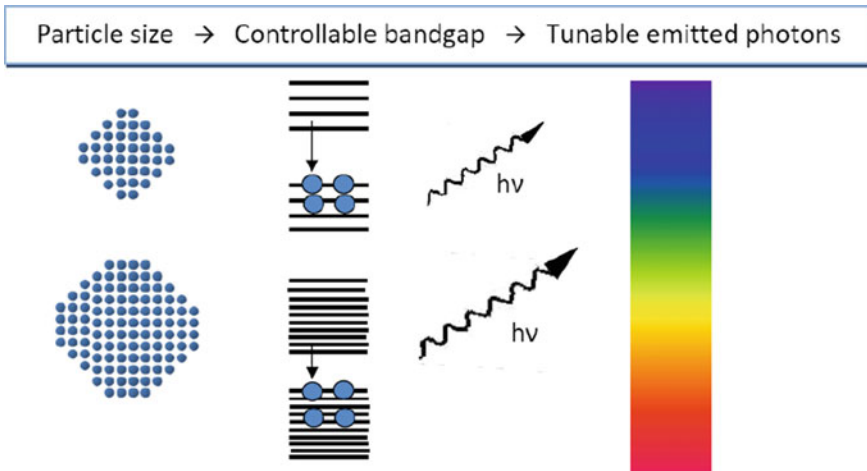 Particle size → Controllable bandgap → Tunable emitted photons
hν
hν